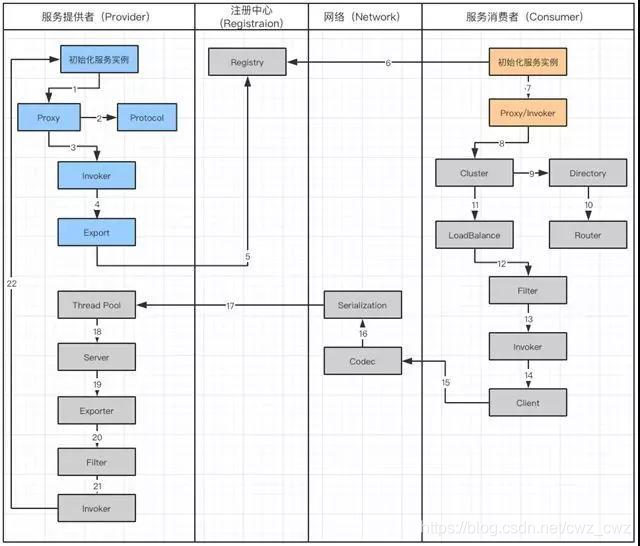 服务提供者（Provider）
注册中心
（Registraion）
网络（Network）
服务消费者（Consumer）
初始化服务实例
Registry
6
初始化服务实例
1
7
Proxy
2
Protocol
Proxy/Invoker
3
8
Invoker
Cluster
9
Directory
4
11
10
Export
LoadBalance
Router
5
12
22
Filter
Thread Pool
17
Serialization
13
18
16
Server
Codec
Invoker
19
15
14
Exporter
Client
20
Filter
21
Invoker
https://blog.csdn.net/cwz_cwz